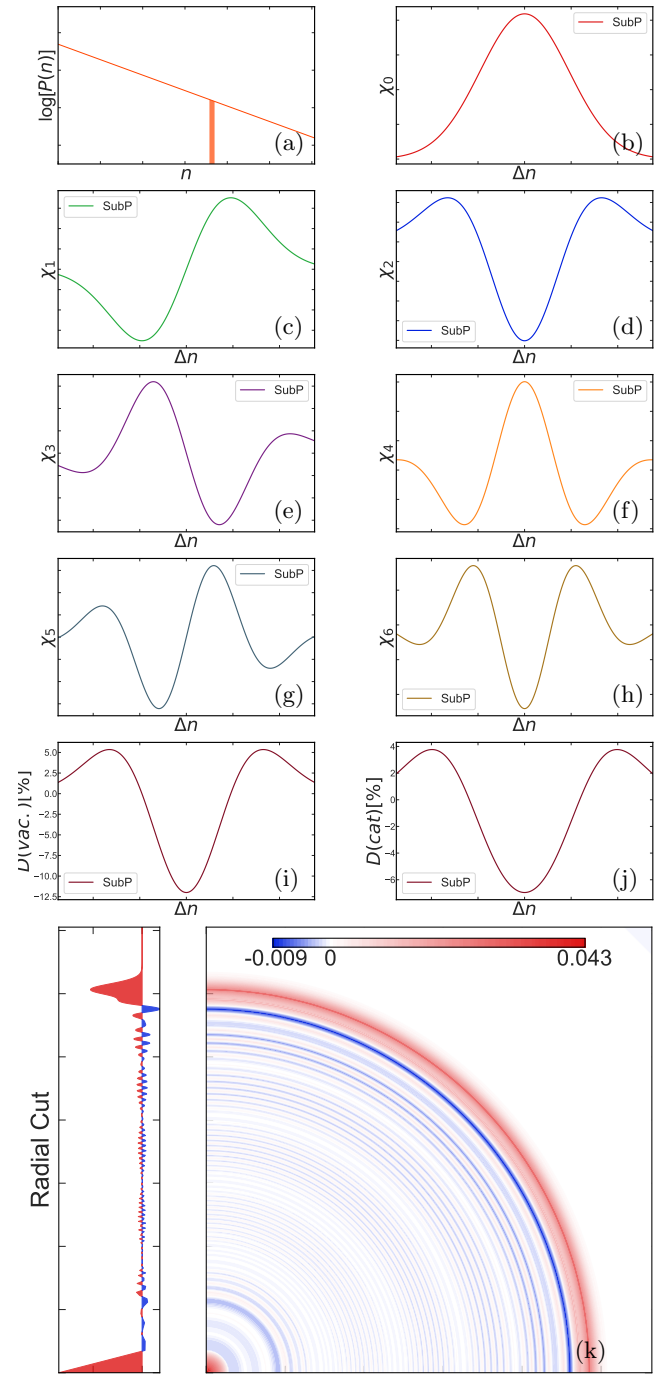 log[P(n)]
(a)
n
χ0
SubP
(b)
Δn
χ1
SubP
(c)
Δn
χ2
SubP
(d)
Δn
χ3
SubP
(e)
Δn
χ4
SubP
(f)
Δn
χ5
SubP
(g)
Δn
χ6
SubP
(h)
Δn
D(vac.)[%]
5.0
2.5
0.0
−2.5
−5.0
−7.5
−10.0
−12.5
SubP
(i)
Δn
D(cat)[%]
4
2
0
−2
−4
−6
SubP
(j)
Δn
Radial Cut
-0.009 0 0.043
(k)